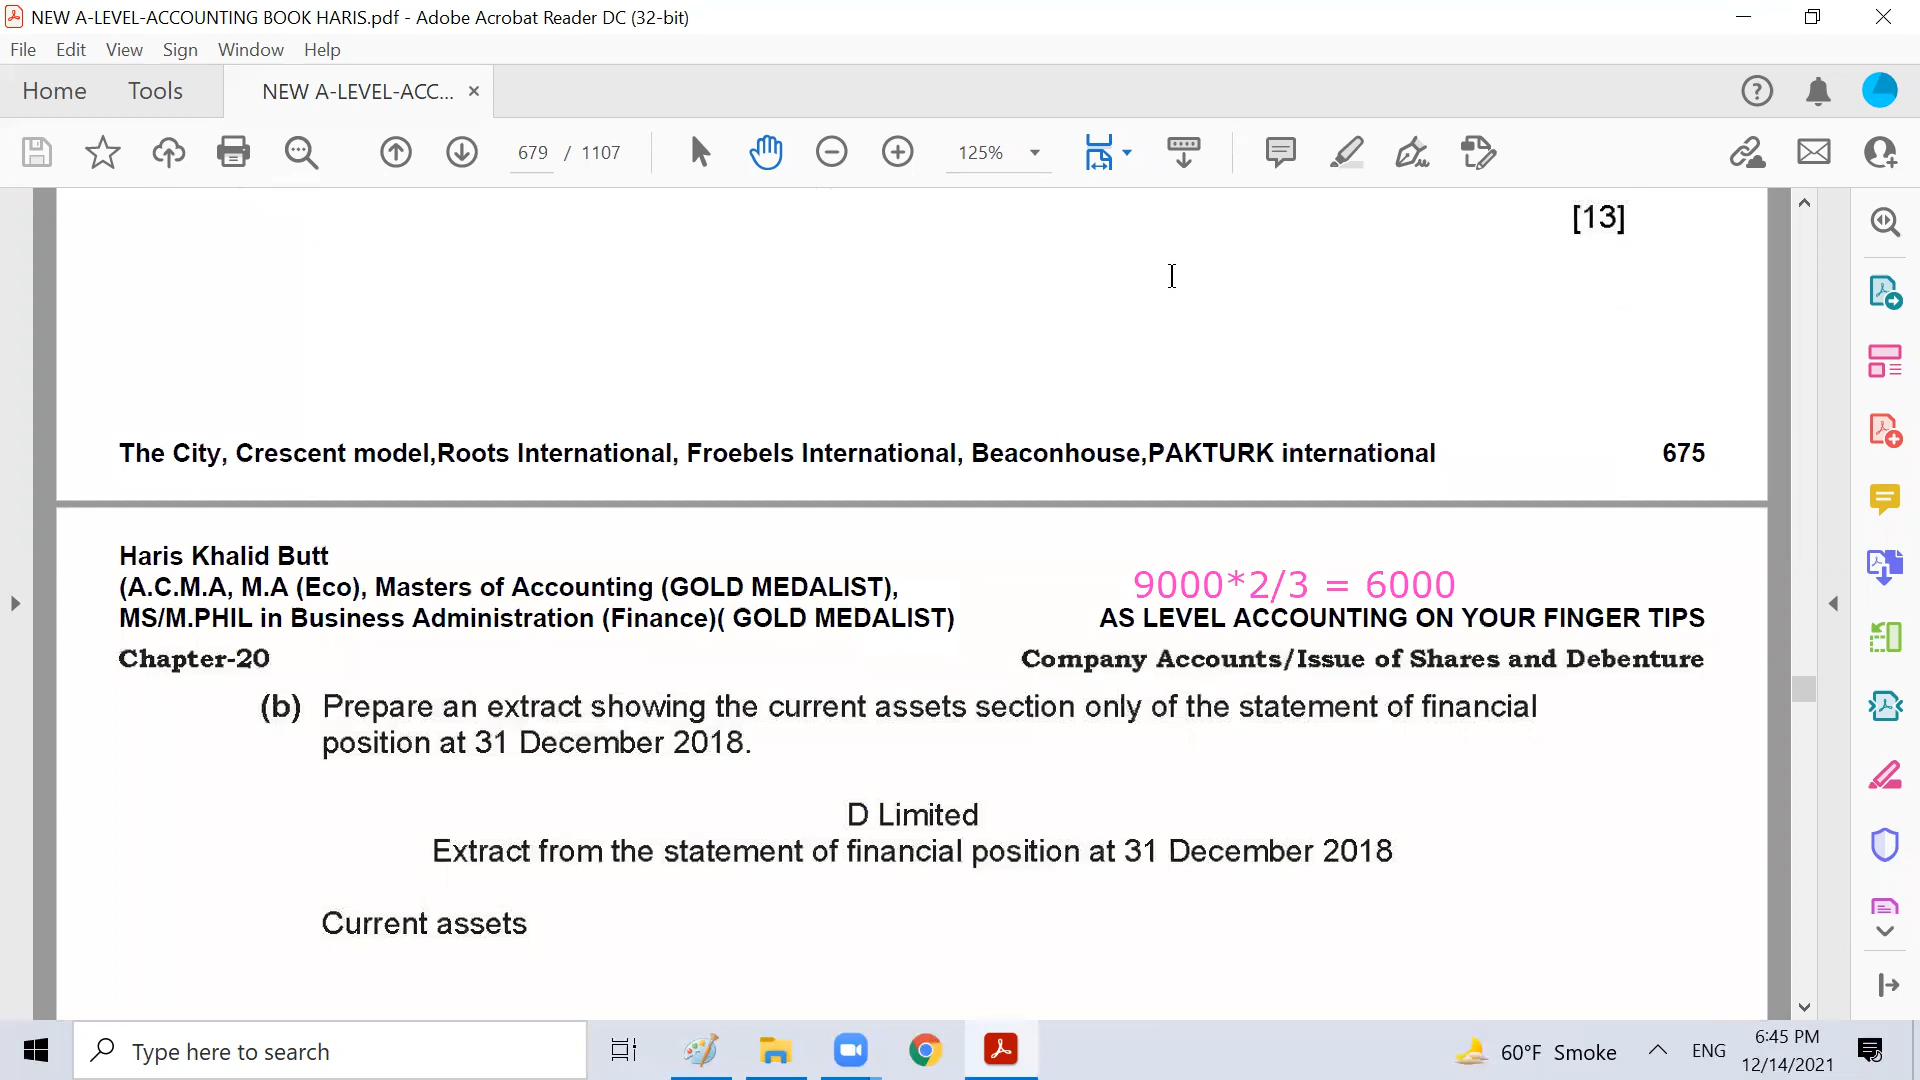 NEW A-LEVEL-ACCOUNTING BOOK HARIS.pdf - Adobe Acrobat Reader DC (32-bit)
File Edit View Sign Window Help
Home Tools NEW A-LEVEL-ACC... ×
679 / 1107 125%
[13]
The City, Crescent model,Roots International, Froebels International, Beaconhouse,PAKTURK international 675
Haris Khalid Butt
(A.C.M.A, M.A (Eco), Masters of Accounting (GOLD MEDALIST), 9000*2/3 = 6000
MS/M.PHIL in Business Administration (Finance)( GOLD MEDALIST) AS LEVEL ACCOUNTING ON YOUR FINGER TIPS
Chapter-20 Company Accounts/Issue of Shares and Debenture
(b) Prepare an extract showing the current assets section only of the statement of financial
position at 31 December 2018.
D Limited
Extract from the statement of financial position at 31 December 2018
Current assets
Type here to search 60°F Smoke ENG 6:45 PM
12/14/2021